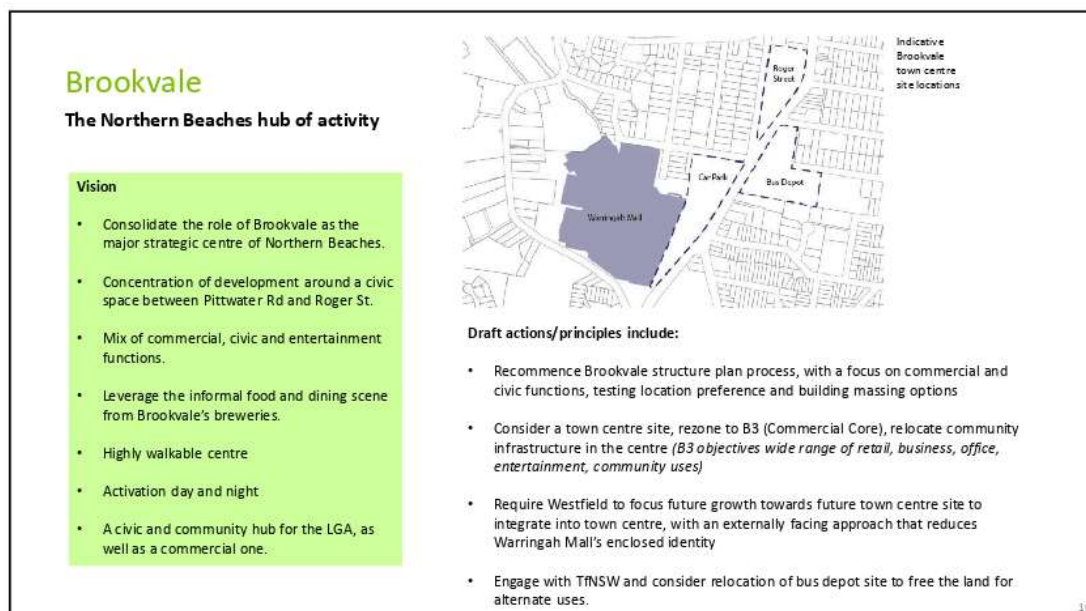 Brookvale
The Northern Beaches hub of activity
Vision
• Consolidate the role of Brookvale as the
major strategic centre of Northern Beaches.
• Concentration of development around a civic
space between Pittwater Rd and Roger St.
• Mix of commercial, civic and entertainment
functions.
• Leverage the informal food and dining scene
from Brookvale's breweries.
• Highly walkable centre
• Activation day and night
• A civic and community hub for the LGA, as
well as a commercial one.
Roger
Street
Car Park
Bus Depot
Warringah Mall
Indicative
Brookvale
town centre
site locations
Draft actions/principles include:
• Recommence Brookvale structure plan process, with a focus on commercial and
civic functions, testing location preference and building massing options
• Consider a town centre site, rezone to B3 (Commercial Core), relocate community
infrastructure in the centre (B3 objectives wide range of retail, business, office,
entertainment, community uses)
• Require Westfield to focus future growth towards future town centre site to
integrate into town centre, with an externally facing approach that reduces
Warringah Mall's enclosed identity
• Engage with TfNSW and consider relocation of bus depot site to free the land for
alternate uses.